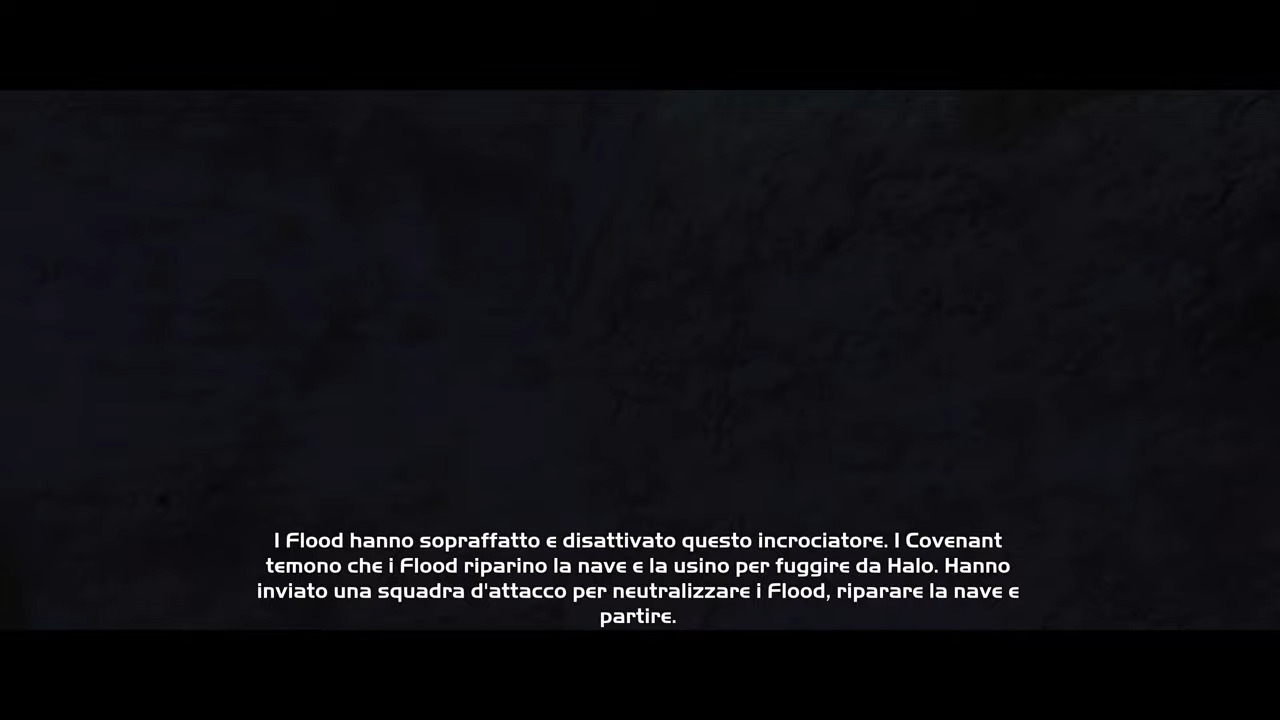 I Flood hanno sopraffatto e disattivato questo incrociatore. I Covenant
temono che i Flood riparino la nave e la usino per fuggire da Halo. Hanno
inviato una squadra d'attacco per neutralizzare i Flood, riparare la nave e
partire.